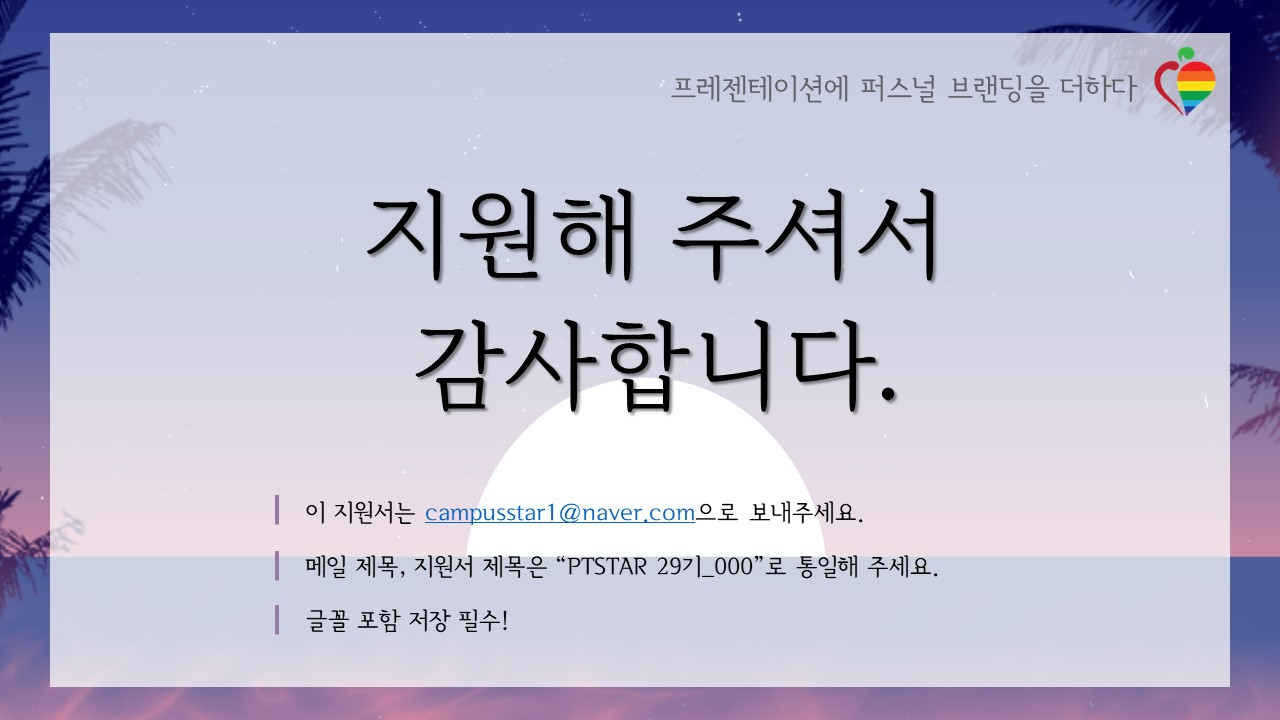 프레젠테이션에 퍼스널 브랜딩을 더하다
지원해 주셔서
감사합니다.
이 지원서는 campusstar1@naver.com으로 보내주세요.
메일 제목, 지원서 제목은 “PTSTAR 29기_000”로 통일해 주세요.
글꼴 포함 저장 필수!